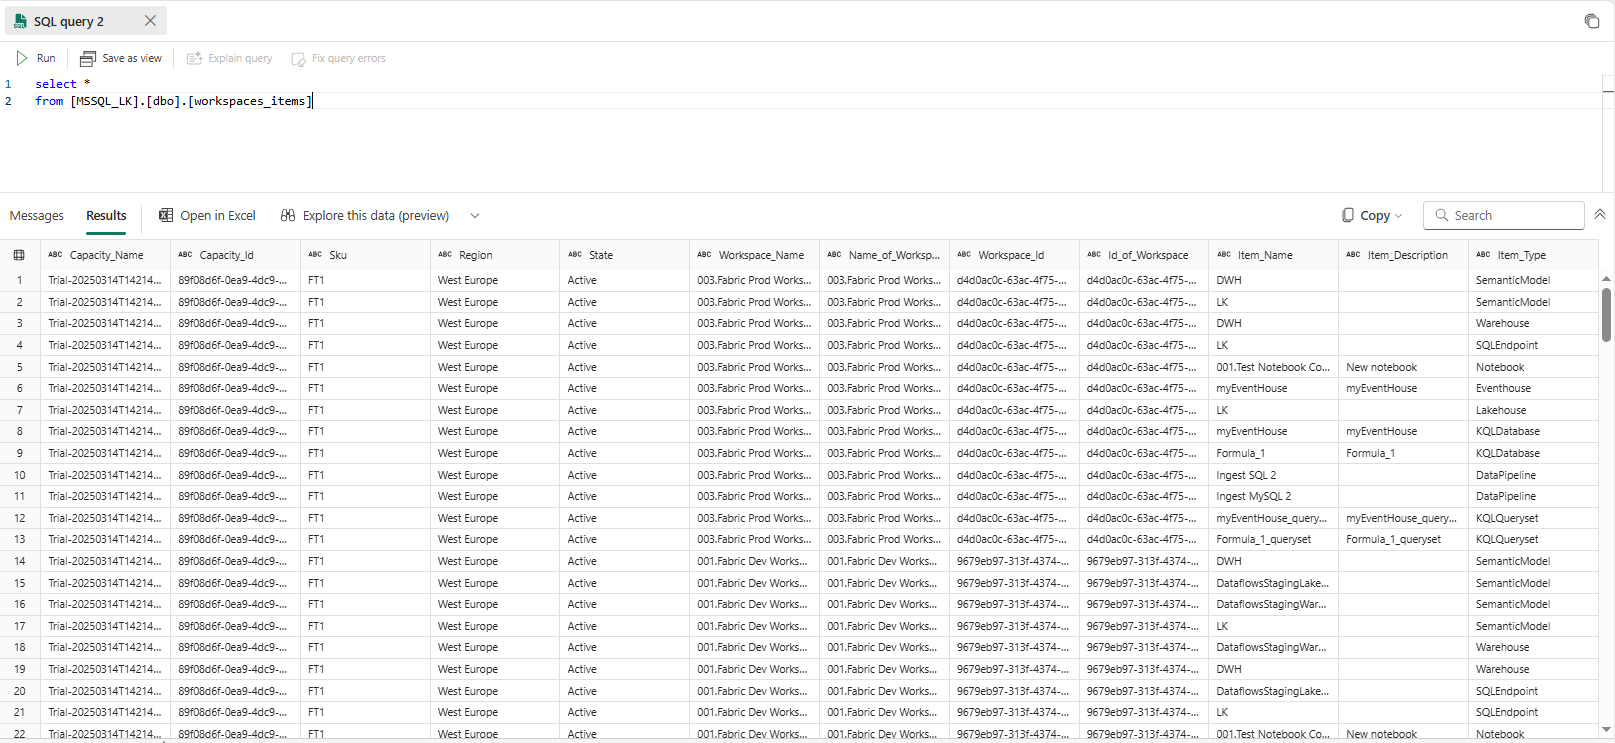 SQL query 2
Run Save as view Explain query Fix query errors
1 select *
2 from [MSSQL_LK].[dbo].[workspaces_items]
Messages Results Open in Excel Explore this data (preview) Copy Search
ABC Capacity_Name ABC Capacity_Id ABC Sku ABC Region ABC State ABC Workspace_Name ABC Name_of_Worksp... ABC Workspace_Id ABC Id_of_Workspace ABC Item_Name ABC Item_Description ABC Item_Type
1 Trial-20250314T14214... 89f08d6f-0ea9-4dc9-... FT1 West Europe Active 003.Fabric Prod Works... 003.Fabric Prod Works... d4d0ac0c-63ac-4f75-... d4d0ac0c-63ac-4f75-... DWH SemanticModel
2 Trial-20250314T14214... 89f08d6f-0ea9-4dc9-... FT1 West Europe Active 003.Fabric Prod Works... 003.Fabric Prod Works... d4d0ac0c-63ac-4f75-... d4d0ac0c-63ac-4f75-... LK SemanticModel
3 Trial-20250314T14214... 89f08d6f-0ea9-4dc9-... FT1 West Europe Active 003.Fabric Prod Works... 003.Fabric Prod Works... d4d0ac0c-63ac-4f75-... d4d0ac0c-63ac-4f75-... DWH Warehouse
4 Trial-20250314T14214... 89f08d6f-0ea9-4dc9-... FT1 West Europe Active 003.Fabric Prod Works... 003.Fabric Prod Works... d4d0ac0c-63ac-4f75-... d4d0ac0c-63ac-4f75-... LK SQLEndpoint
5 Trial-20250314T14214... 89f08d6f-0ea9-4dc9-... FT1 West Europe Active 003.Fabric Prod Works... 003.Fabric Prod Works... d4d0ac0c-63ac-4f75-... d4d0ac0c-63ac-4f75-... 001.Test Notebook Co... New notebook Notebook
6 Trial-20250314T14214... 89f08d6f-0ea9-4dc9-... FT1 West Europe Active 003.Fabric Prod Works... 003.Fabric Prod Works... d4d0ac0c-63ac-4f75-... d4d0ac0c-63ac-4f75-... myEventHouse myEventHouse Eventhouse
7 Trial-20250314T14214... 89f08d6f-0ea9-4dc9-... FT1 West Europe Active 003.Fabric Prod Works... 003.Fabric Prod Works... d4d0ac0c-63ac-4f75-... d4d0ac0c-63ac-4f75-... LK Lakehouse
8 Trial-20250314T14214... 89f08d6f-0ea9-4dc9-... FT1 West Europe Active 003.Fabric Prod Works... 003.Fabric Prod Works... d4d0ac0c-63ac-4f75-... d4d0ac0c-63ac-4f75-... myEventHouse myEventHouse KQLDatabase
9 Trial-20250314T14214... 89f08d6f-0ea9-4dc9-... FT1 West Europe Active 003.Fabric Prod Works... 003.Fabric Prod Works... d4d0ac0c-63ac-4f75-... d4d0ac0c-63ac-4f75-... Formula_1 Formula_1 KQLDatabase
10 Trial-20250314T14214... 89f08d6f-0ea9-4dc9-... FT1 West Europe Active 003.Fabric Prod Works... 003.Fabric Prod Works... d4d0ac0c-63ac-4f75-... d4d0ac0c-63ac-4f75-... Ingest SQL 2 DataPipeline
11 Trial-20250314T14214... 89f08d6f-0ea9-4dc9-... FT1 West Europe Active 003.Fabric Prod Works... 003.Fabric Prod Works... d4d0ac0c-63ac-4f75-... d4d0ac0c-63ac-4f75-... Ingest MySQL 2 DataPipeline
12 Trial-20250314T14214... 89f08d6f-0ea9-4dc9-... FT1 West Europe Active 003.Fabric Prod Works... 003.Fabric Prod Works... d4d0ac0c-63ac-4f75-... d4d0ac0c-63ac-4f75-... myEventHouse_query... myEventHouse_query... KQLQueryset
13 Trial-20250314T14214... 89f08d6f-0ea9-4dc9-... FT1 West Europe Active 003.Fabric Prod Works... 003.Fabric Prod Works... d4d0ac0c-63ac-4f75-... d4d0ac0c-63ac-4f75-... Formula_1_queryset Formula_1_queryset KQLQueryset
14 Trial-20250314T14214... 89f08d6f-0ea9-4dc9-... FT1 West Europe Active 001.Fabric Dev Works... 001.Fabric Dev Works... 9679eb97-313f-4374-... 9679eb97-313f-4374-... DWH SemanticModel
15 Trial-20250314T14214... 89f08d6f-0ea9-4dc9-... FT1 West Europe Active 001.Fabric Dev Works... 001.Fabric Dev Works... 9679eb97-313f-4374-... 9679eb97-313f-4374-... DataflowsStagingLake... SemanticModel
16 Trial-20250314T14214... 89f08d6f-0ea9-4dc9-... FT1 West Europe Active 001.Fabric Dev Works... 001.Fabric Dev Works... 9679eb97-313f-4374-... 9679eb97-313f-4374-... DataflowsStagingWar... SemanticModel
17 Trial-20250314T14214... 89f08d6f-0ea9-4dc9-... FT1 West Europe Active 001.Fabric Dev Works... 001.Fabric Dev Works... 9679eb97-313f-4374-... 9679eb97-313f-4374-... LK SemanticModel
18 Trial-20250314T14214... 89f08d6f-0ea9-4dc9-... FT1 West Europe Active 001.Fabric Dev Works... 001.Fabric Dev Works... 9679eb97-313f-4374-... 9679eb97-313f-4374-... DataflowsStagingWar... Warehouse
19 Trial-20250314T14214... 89f08d6f-0ea9-4dc9-... FT1 West Europe Active 001.Fabric Dev Works... 001.Fabric Dev Works... 9679eb97-313f-4374-... 9679eb97-313f-4374-... DWH Warehouse
20 Trial-20250314T14214... 89f08d6f-0ea9-4dc9-... FT1 West Europe Active 001.Fabric Dev Works... 001.Fabric Dev Works... 9679eb97-313f-4374-... 9679eb97-313f-4374-... DataflowsStagingLake... SQLEndpoint
21 Trial-20250314T14214... 89f08d6f-0ea9-4dc9-... FT1 West Europe Active 001.Fabric Dev Works... 001.Fabric Dev Works... 9679eb97-313f-4374-... 9679eb97-313f-4374-... LK SQLEndpoint
22 Trial-20250314T14214... 89f08d6f-0ea9-4dc9-... FT1 West Europe Active 001.Fabric Dev Works... 001.Fabric Dev Works... 9679eb97-313f-4374-... 9679eb97-313f-4374-... 001.Test Notebook Co... New notebook Notebook